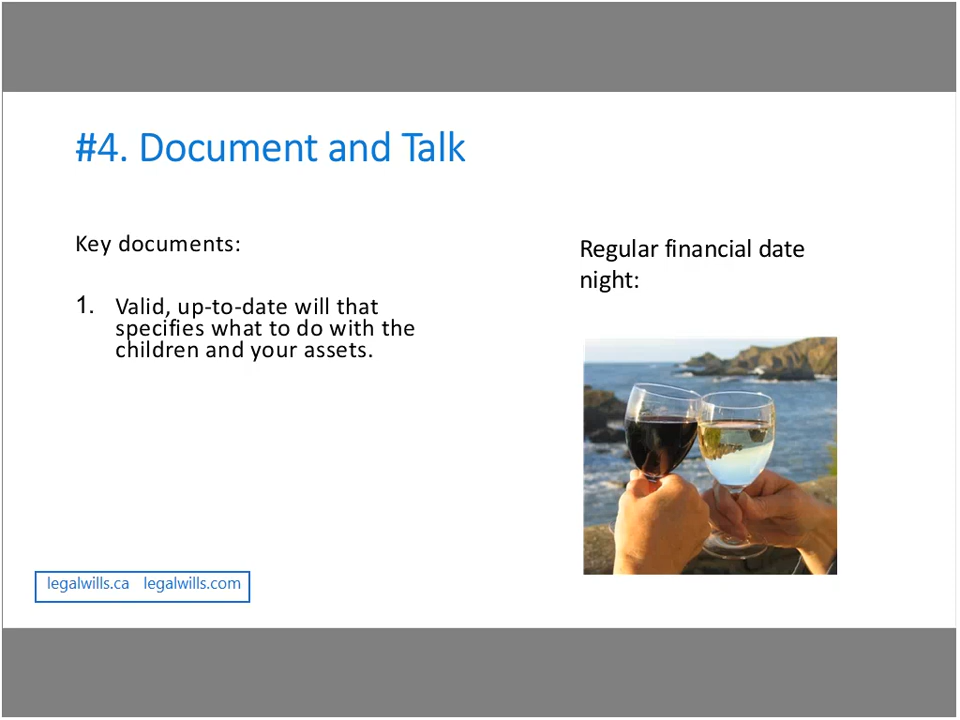 #4. Document and Talk
Key documents:
1. Valid, up-to-date will that
specifies what to do with the
children and your assets.
Regular financial date
night:
legalwills.ca legalwills.com